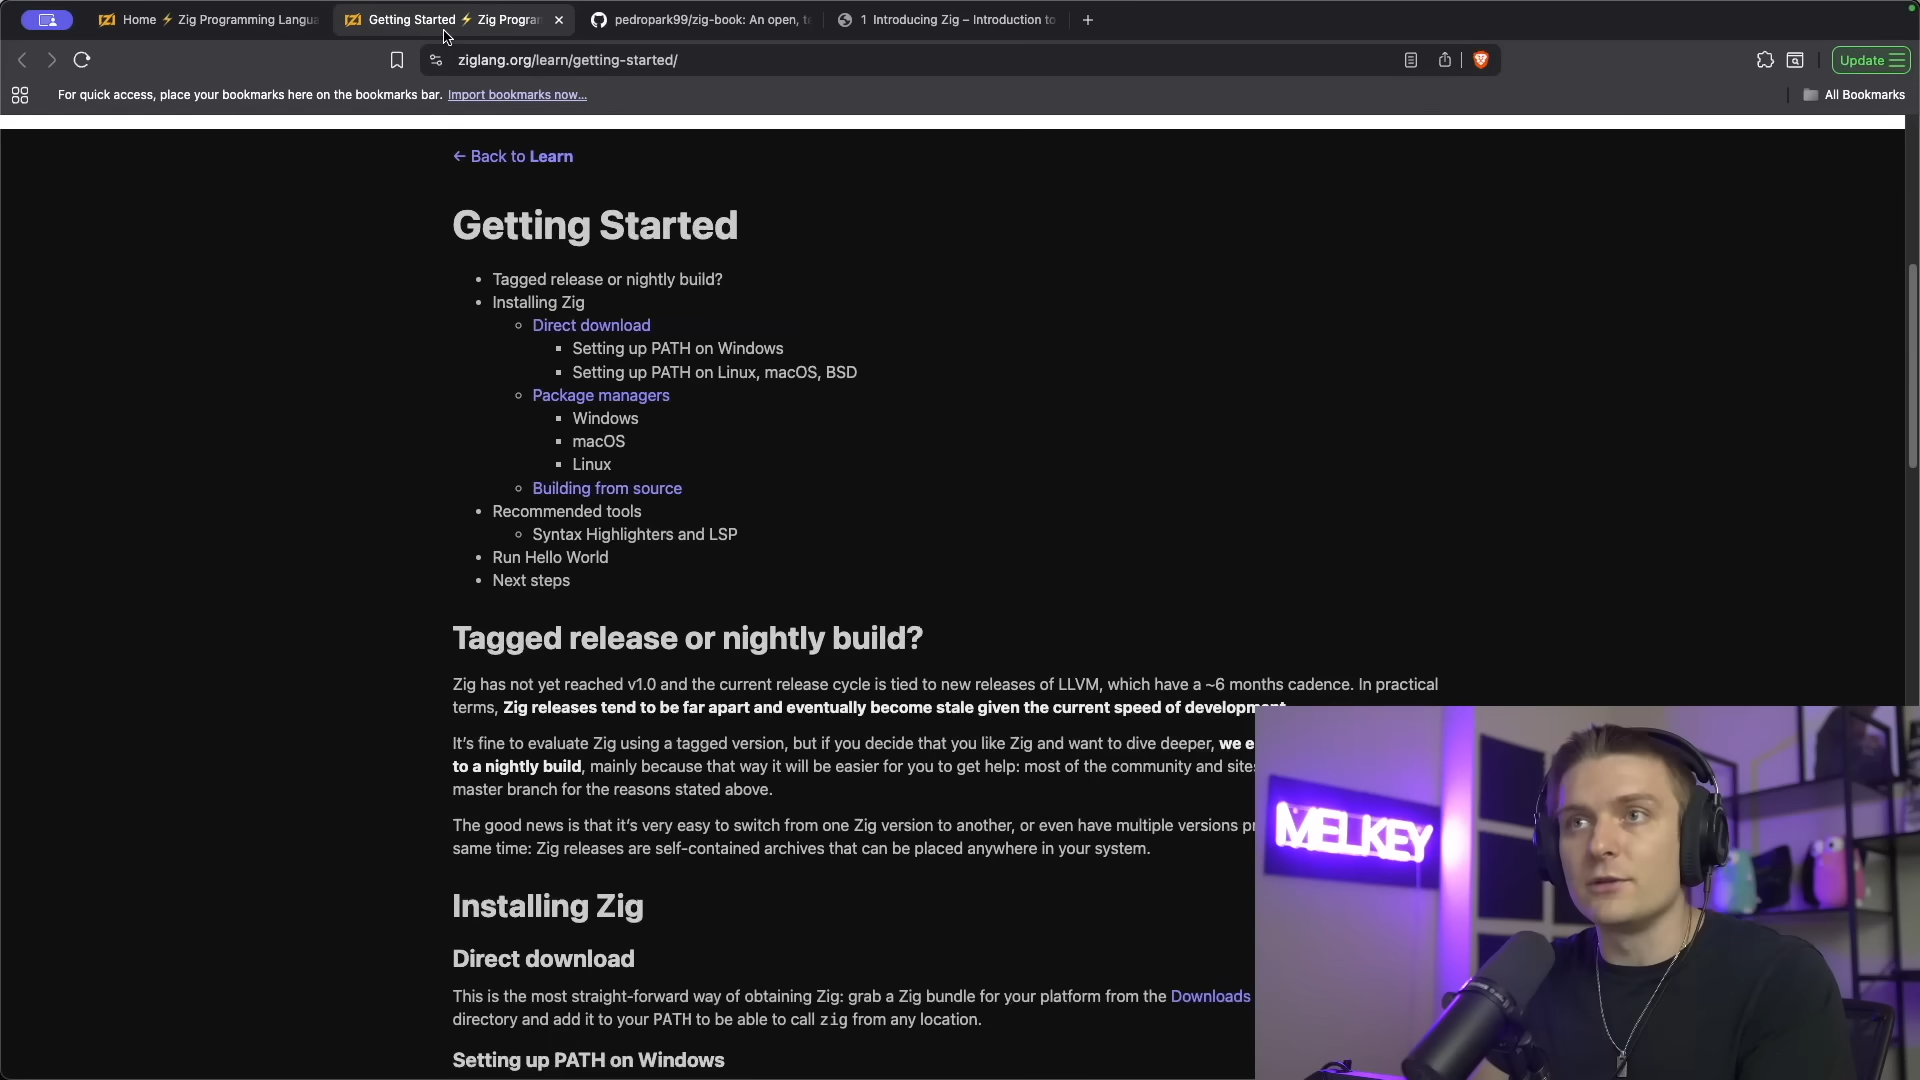 Home ⚡ Zig Programming Langua
Getting Started ⚡ Zig Program
pedropark99/zig-book: An open, te
1 Introducing Zig – Introduction to
ziglang.org/learn/getting-started/
Update
For quick access, place your bookmarks here on the bookmarks bar. Import bookmarks now...
All Bookmarks
← Back to Learn
Getting Started
• Tagged release or nightly build?
• Installing Zig
◦ Direct download
▪ Setting up PATH on Windows
▪ Setting up PATH on Linux, macOS, BSD
◦ Package managers
▪ Windows
▪ macOS
▪ Linux
◦ Building from source
• Recommended tools
◦ Syntax Highlighters and LSP
• Run Hello World
• Next steps
Tagged release or nightly build?
Zig has not yet reached v1.0 and the current release cycle is tied to new releases of LLVM, which have a ~6 months cadence. In practical
terms, Zig releases tend to be far apart and eventually become stale given the current speed of development.
It's fine to evaluate Zig using a tagged version, but if you decide that you like Zig and want to dive deeper, we e
to a nightly build, mainly because that way it will be easier for you to get help: most of the community and sites
master branch for the reasons stated above.
The good news is that it's very easy to switch from one Zig version to another, or even have multiple versions pr
same time: Zig releases are self-contained archives that can be placed anywhere in your system.
Installing Zig
Direct download
This is the most straight-forward way of obtaining Zig: grab a Zig bundle for your platform from the Downloads
directory and add it to your PATH to be able to call zig from any location.
Setting up PATH on Windows
MELKEY